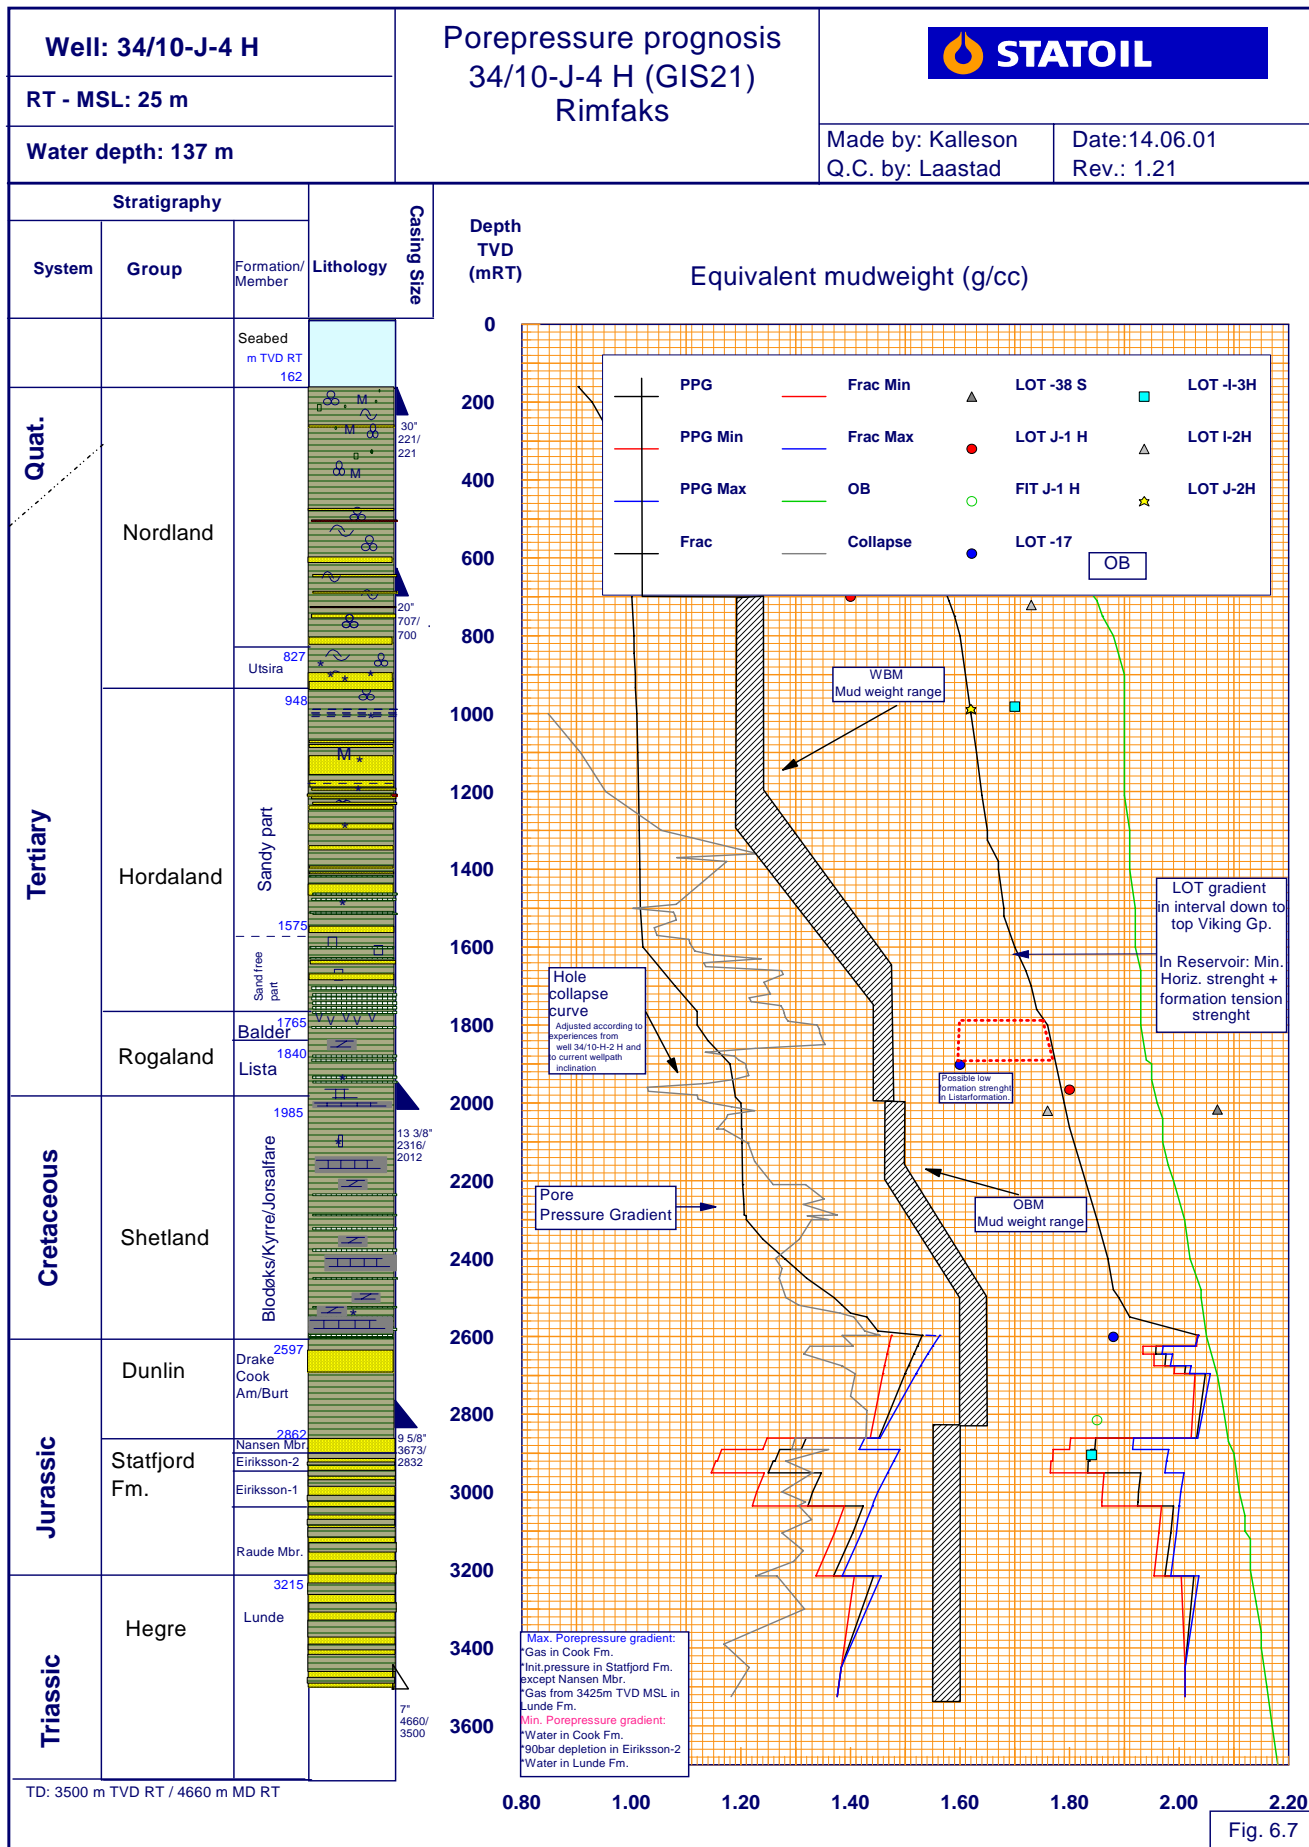 Well: 34/10-J-4 H
RT - MSL: 25 m
Water depth: 137 m
Porepressure prognosis
34/10-J-4 H (GIS21)
Rimfaks
STATOIL
Made by: Kalleson
Q.C. by: Laastad
Date:14.06.01
Rev.: 1.21
Stratigraphy
System
Group
Formation/
Member
Lithology
Casing Size
Depth
TVD
(mRT)
Equivalent mudweight (g/cc)
Seabed
m TVD RT
162
Quat.
Tertiary
Cretaceous
Jurassic
Triassic
Nordland
Hordaland
Rogaland
Shetland
Dunlin
Statfjord
Fm.
Hegre
827
Utsira
948
Sandy part
1575
Sand free
part
1765
Balder
1840
Lista
1985
Blodøks/Kyrre/Jorsalfare
2597
Drake
Cook
Am/Burt
2862
Nansen Mbr.
Eiriksson-2
Eiriksson-1
Raude Mbr.
3215
Lunde
M
M
M
M
30"
221/
221
20"
707/
700
13 3/8"
2316/
2012
9 5/8"
3673/
2832
7"
4660/
3500
0
200
400
600
800
1000
1200
1400
1600
1800
2000
2200
2400
2600
2800
3000
3200
3400
3600
PPG
Frac Min
LOT -38 S
LOT -I-3H
PPG Min
Frac Max
LOT J-1 H
LOT I-2H
PPG Max
OB
FIT J-1 H
LOT J-2H
Frac
Collapse
LOT -17
OB
WBM
Mud weight range
LOT gradient
in interval down to
top Viking Gp.
In Reservoir: Min.
Horiz. strenght +
formation tension
strenght
Hole
collapse
curve
Adjusted according to
experiences from
well 34/10-H-2 H and
to current wellpath
inclination
Possible low
formation strenght
in Listarformation.
Pore
Pressure Gradient
OBM
Mud weight range
Max. Porepressure gradient:
*Gas in Cook Fm.
*Init.pressure in Statfjord Fm.
except Nansen Mbr.
*Gas from 3425m TVD MSL in
Lunde Fm.
Min. Porepressure gradient:
*Water in Cook Fm.
*90bar depletion in Eiriksson-2
*Water in Lunde Fm.
TD: 3500 m TVD RT / 4660 m MD RT
0.80
1.00
1.20
1.40
1.60
1.80
2.00
2.20
Fig. 6.7